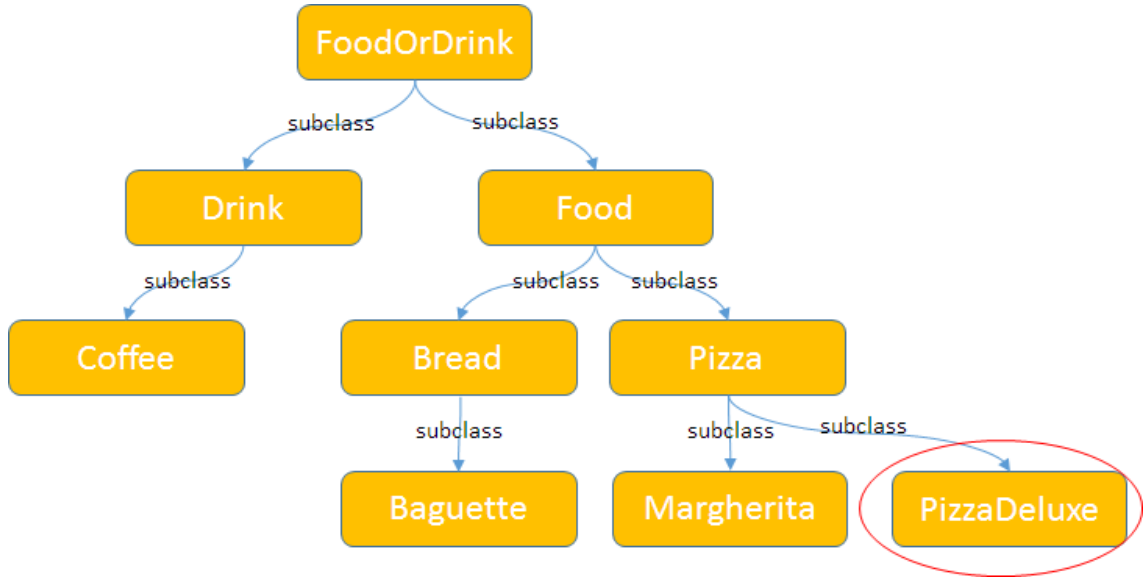 FoodOrDrink
subclass
subclass
Drink
Food
subclass
subclass
subclass
Coffee
Bread
Pizza
subclass
subclass
subclass
Baguette
Margherita
PizzaDeluxe